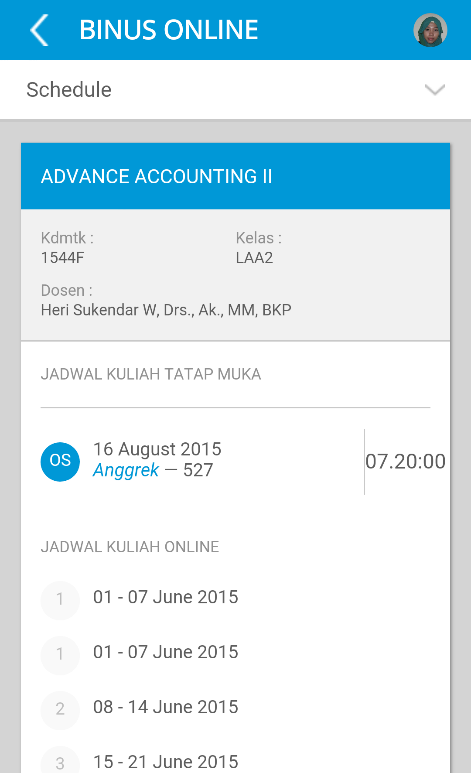 BINUS ONLINE
Schedule
ADVANCE ACCOUNTING II
Kdmtk : Kelas :
1544F LAA2
Dosen :
Heri Sukendar W, Drs., Ak., MM, BKP
JADWAL KULIAH TATAP MUKA
OS 16 August 2015 07.20:00
Anggrek — 527
JADWAL KULIAH ONLINE
1 01 - 07 June 2015
1 01 - 07 June 2015
2 08 - 14 June 2015
3 15 - 21 June 2015